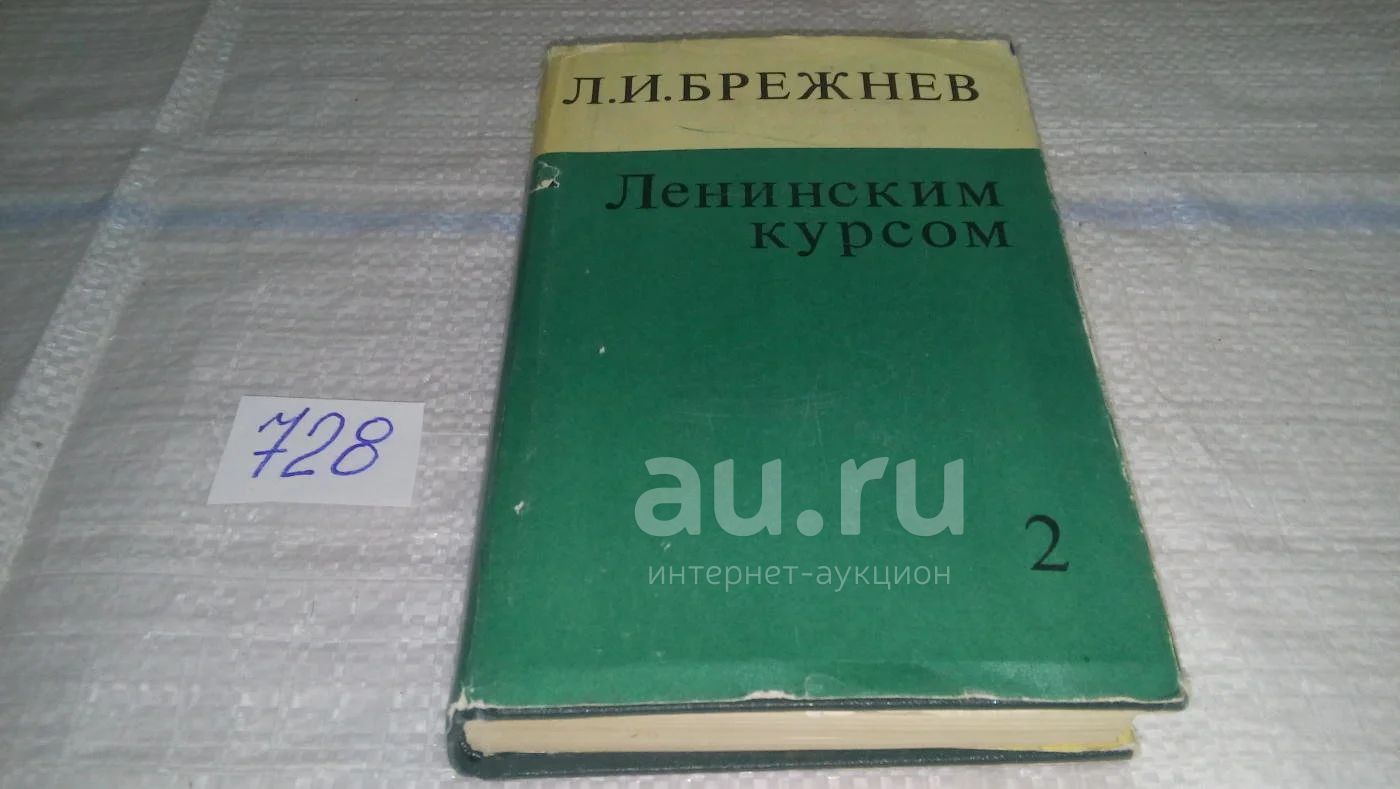 Л.И.БРЕЖНЕВ
Ленинским
курсом
728
au.ru
интернет-аукцион
2